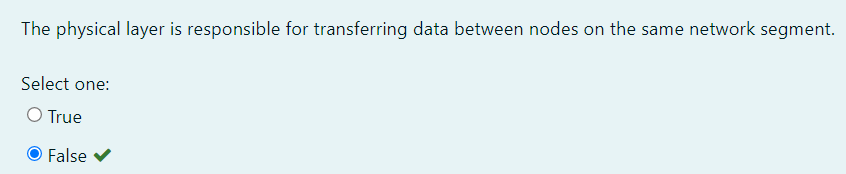 The physical layer is responsible for transferring data between nodes on the same network segment.
Select one:
True
False